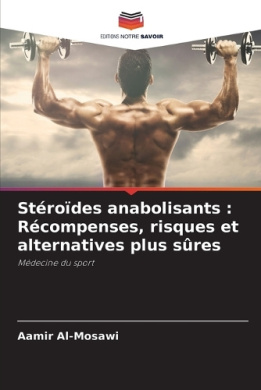 EDITIONS NOTRE SAVOIR
Stéroïdes anabolisants :
Récompenses, risques et
alternatives plus sûres
Médecine du sport
Aamir Al-Mosawi